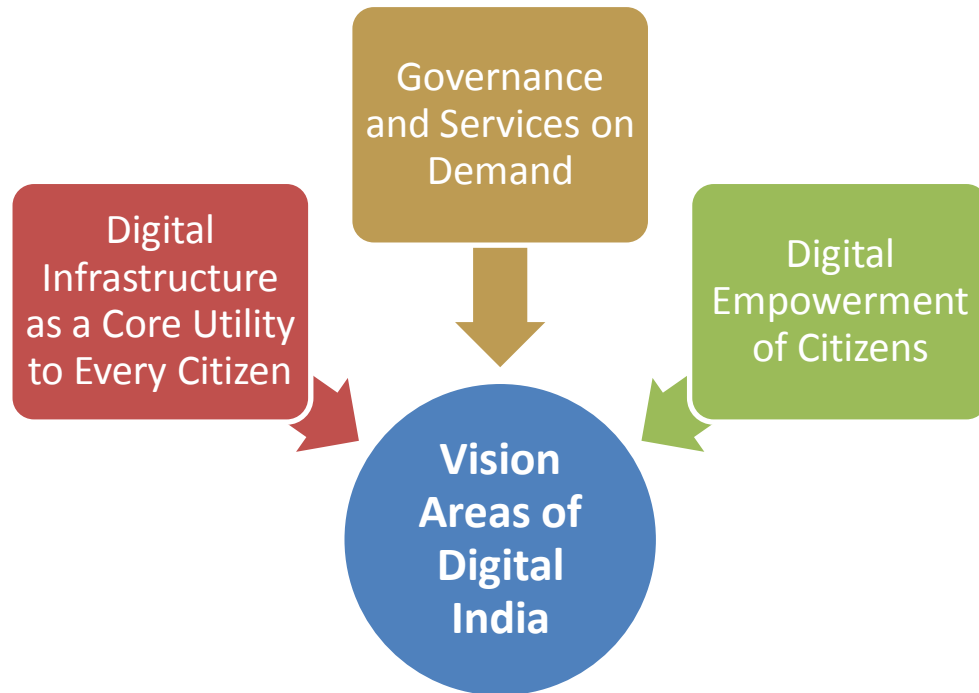 Governance
and Services on
Demand
Digital
Infrastructure
as a Core Utility
to Every Citizen
Digital
Empowerment
of Citizens
Vision
Areas of
Digital
India